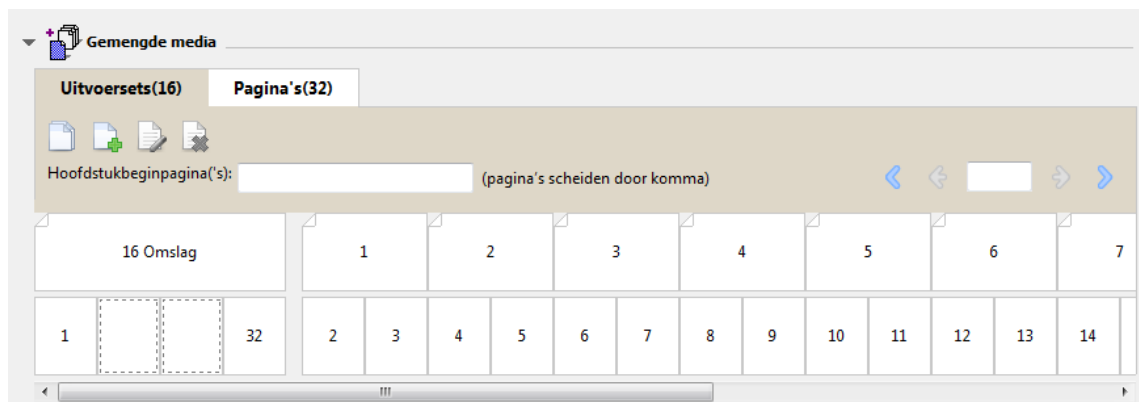 Gemengde media
Uitvoersets(16) Pagina's(32)
Hoofdstukbeginpagina('s): (pagina's scheiden door komma)
16 Omslag 1 2 3 4 5 6 7
1 32 2 3 4 5 6 7 8 9 10 11 12 13 14